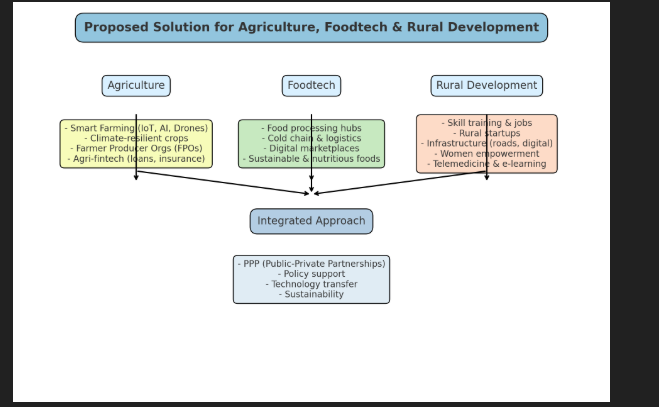 Proposed Solution for Agriculture, Foodtech & Rural Development
Agriculture
- Smart Farming (IoT, AI, Drones)
- Climate-resilient crops
- Farmer Producer Orgs (FPOs)
- Agri-fintech (loans, insurance)
Foodtech
- Food processing hubs
- Cold chain & logistics
- Digital marketplaces
- Sustainable & nutritious foods
Rural Development
- Skill training & jobs
- Rural startups
- Infrastructure (roads, digital)
- Women empowerment
- Telemedicine & e-learning
Integrated Approach
- PPP (Public-Private Partnerships)
- Policy support
- Technology transfer
- Sustainability